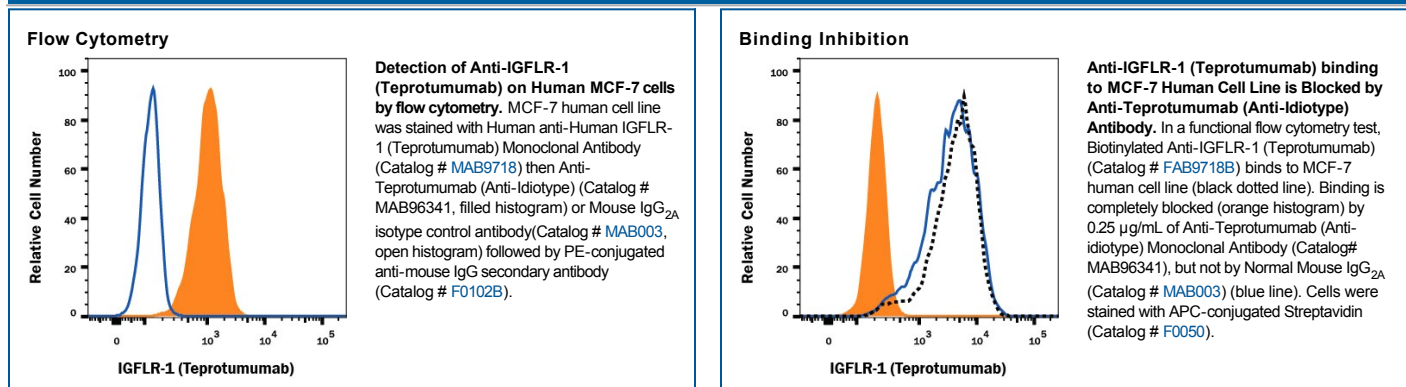 Flow Cytometry
100
80
60
40
20
0
Relative Cell Number
0
10³
10⁴
10⁵
IGFLR-1 (Teprotumumab)
Detection of Anti-IGFLR-1
(Teprotumumab) on Human MCF-7 cells
by flow cytometry. MCF-7 human cell line
was stained with Human anti-Human IGFLR-
1 (Teprotumumab) Monoclonal Antibody
(Catalog # MAB9718) then Anti-
Teprotumumab (Anti-Idiotype) (Catalog #
MAB96341, filled histogram) or Mouse IgG2A
isotype control antibody(Catalog # MAB003,
open histogram) followed by PE-conjugated
anti-mouse IgG secondary antibody
(Catalog # F0102B).
Binding Inhibition
100
80
60
40
20
0
Relative Cell Number
0
10³
10⁴
10⁵
IGFLR-1 (Teprotumumab)
Anti-IGFLR-1 (Teprotumumab) binding
to MCF-7 Human Cell Line is Blocked by
Anti-Teprotumumab (Anti-Idiotype)
Antibody. In a functional flow cytometry test,
Biotinylated Anti-IGFLR-1 (Teprotumumab)
(Catalog # FAB9718B) binds to MCF-7
human cell line (black dotted line). Binding is
completely blocked (orange histogram) by
0.25 µg/mL of Anti-Teprotumumab (Anti-
idiotype) Monoclonal Antibody (Catalog#
MAB96341), but not by Normal Mouse IgG2A
(Catalog # MAB003) (blue line). Cells were
stained with APC-conjugated Streptavidin
(Catalog # F0050).